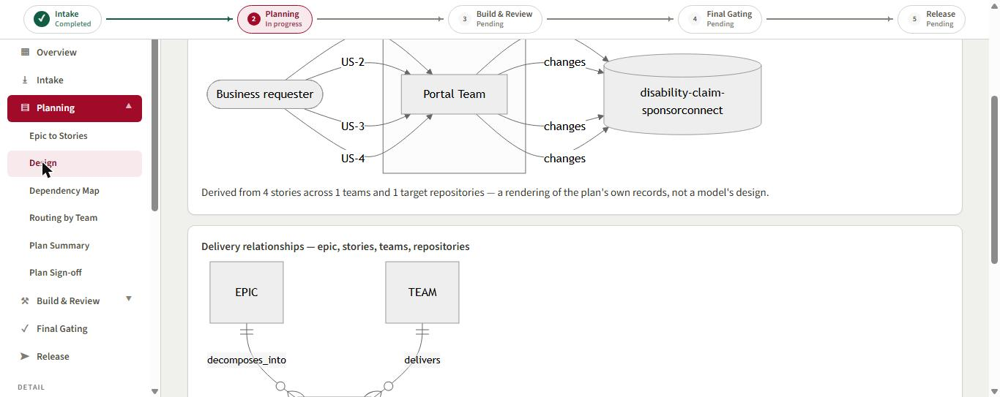 Intake
Completed
2
Planning
In progress
3
Build & Review
Pending
4
Final Gating
Pending
5
Release
Pending
Overview
Intake
Planning
Epic to Stories
Design
Dependency Map
Routing by Team
Plan Summary
Plan Sign-off
Build & Review
Final Gating
Release
DETAIL
US-2
changes
Business requester
Portal Team
disability-claim-
sponsorconnect
US-3
changes
US-4
changes
Derived from 4 stories across 1 teams and 1 target repositories — a rendering of the plan's own records, not a model's design.
Delivery relationships — epic, stories, teams, repositories
EPIC
TEAM
decomposes_into
delivers